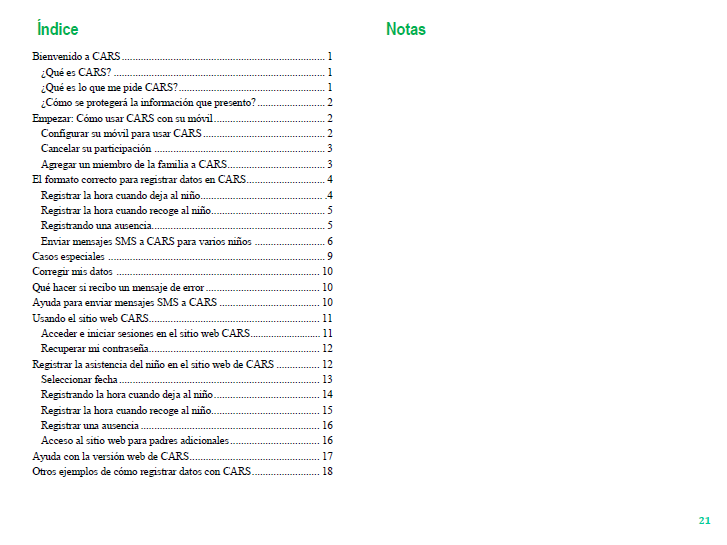 Índice
Bienvenido a CARS ........................................................................... 1
¿Qué es CARS? .............................................................................. 1
¿Qué es lo que me pide CARS? ...................................................... 1
¿Cómo se protegerá la información que presento? ......................... 2
Empezar: Cómo usar CARS con su móvil ......................................... 2
Configurar su móvil para usar CARS ............................................. 2
Cancelar su participación ............................................................... 3
Agregar un miembro de la familia a CARS .................................... 3
El formato correcto para registrar datos en CARS ............................. 4
Registrar la hora cuando deja al niño ............................................. .4
Registrar la hora cuando recoge al niño .......................................... 5
Registrando una ausencia ................................................................ 5
Enviar mensajes SMS a CARS para varios niños .......................... 6
Casos especiales ................................................................................ 9
Corregir mis datos ........................................................................... 10
Qué hacer si recibo un mensaje de error .......................................... 10
Ayuda para enviar mensajes SMS a CARS ..................................... 10
Usando el sitio web CARS ............................................................... 11
Acceder e iniciar sesiones en el sitio web CARS .......................... 11
Recuperar mi contraseña ............................................................... 12
Registrar la asistencia del niño en el sitio web de CARS ................ 12
Seleccionar fecha .......................................................................... 13
Registrando la hora cuando deja al niño ....................................... 14
Registrar la hora cuando recoge al niño ........................................ 15
Registrar una ausencia .................................................................. 16
Acceso al sitio web para padres adicionales ................................. 16
Ayuda con la versión web de CARS ................................................ 17
Otros ejemplos de cómo registrar datos con CARS ......................... 18
Notas
21